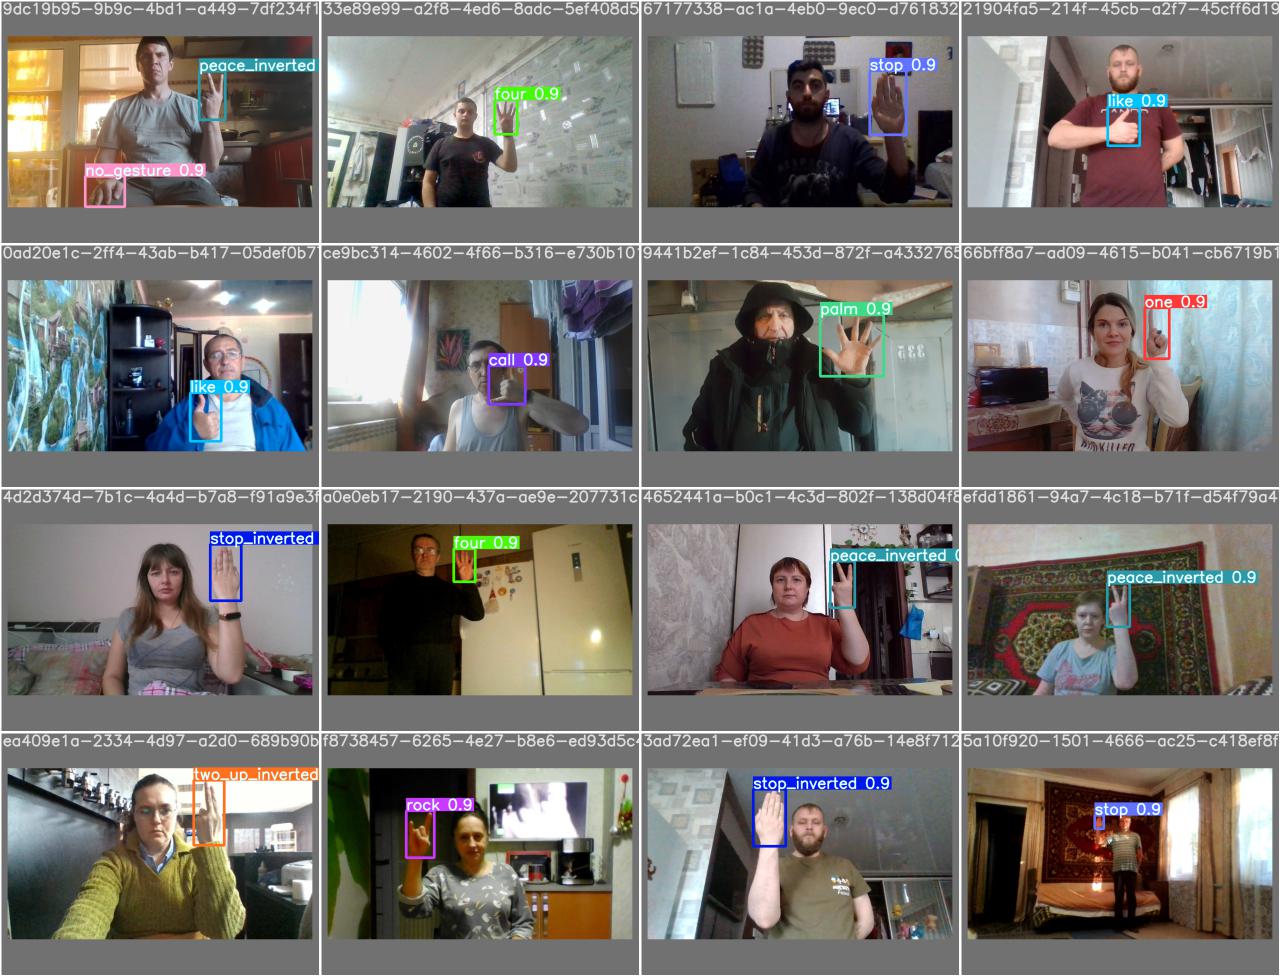 9dc19b95-9b9c-4bd1-a449-7df234f1
33e89e99-a2f8-4ed6-8adc-5ef408d5
67177338-ac1a-4eb0-9ec0-d761832
21904fa5-214f-45cb-a2f7-45cff6d19
peace_inverted
no_gesture 0.9
four 0.9
stop 0.9
like 0.9
0ad20e1c-2ff4-43ab-b417-05def0b7
ce9bc314-4602-4f66-b316-e730b10
9441b2ef-1c84-453d-872f-a4332765
66bff8a7-ad09-4615-b041-cb6719b1
like 0.9
call 0.9
palm 0.9
one 0.9
4d2d374d-7b1c-4a4d-b7a8-f91a9e3f
a0e0eb17-2190-437a-ae9e-207731c
4652441a-b0c1-4c3d-802f-138d04f8
efdd1861-94a7-4c18-b71f-d54f79a4
stop_inverted
four 0.9
peace_inverted 0
peace_inverted 0.9
ea409e1a-2334-4d97-a2d0-689b90b
f8738457-6265-4e27-b8e6-ed93d5c4
3ad72ea1-ef09-41d3-a76b-14e8f712
5a10f920-1501-4666-ac25-c418ef8f
two_up_inverted
rock 0.9
stop_inverted 0.9
stop 0.9